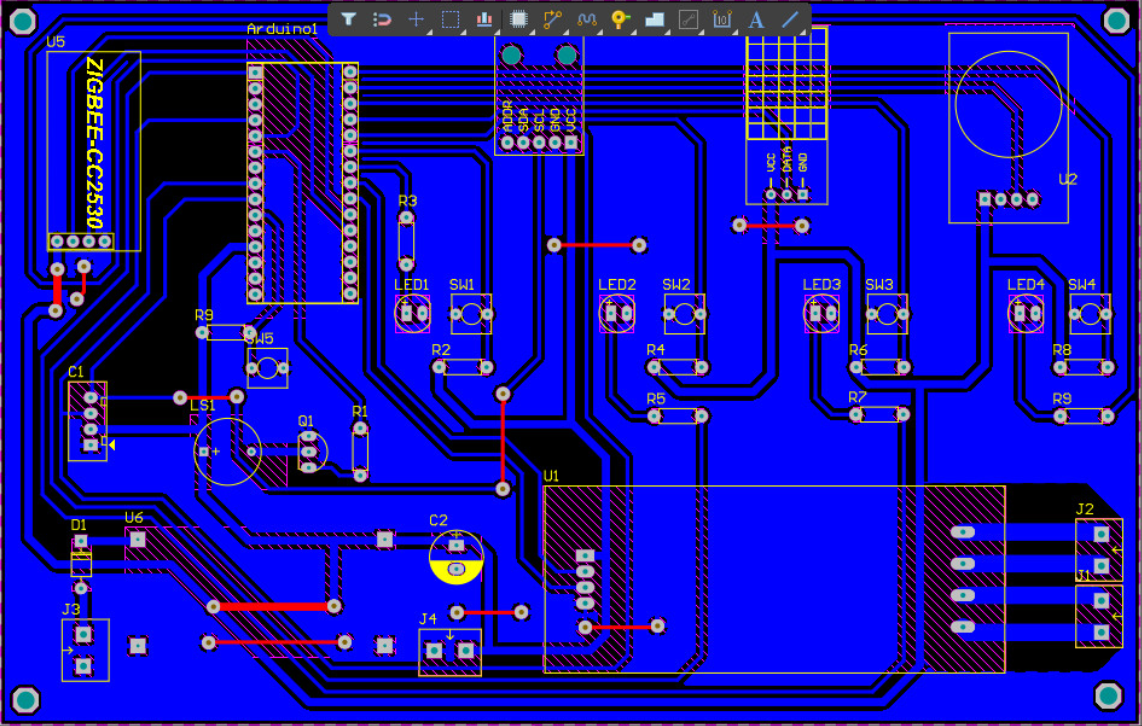 Arduino1
U5
ZIGBEE-CC2530
ADDR
SDA
SCL
GND
VCC
VCC
DATA
GND
U2
R3
LED1
SW1
LED2
SW2
LED3
SW3
LED4
SW4
R9
SW5
R2
R4
R6
R8
C1
LS1
Q1
R1
R5
R7
R9
U1
D1
U6
C2
J2
J1
J3
J4
10
A
+
+
+
+
+
+